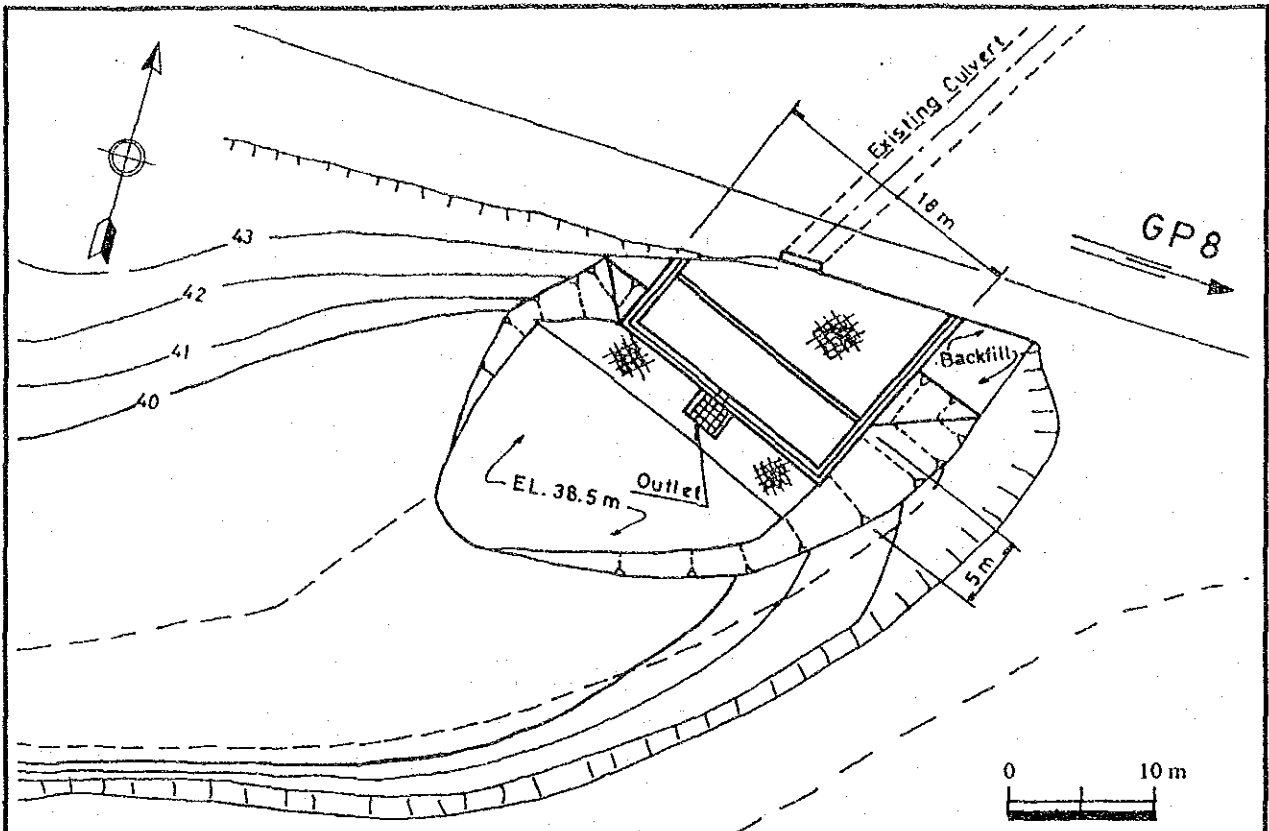 Existing Culvert
18 m
GP8
43
42
41
40
Backfill
EL. 38.5 m
Outlet
5 m
0 10 m